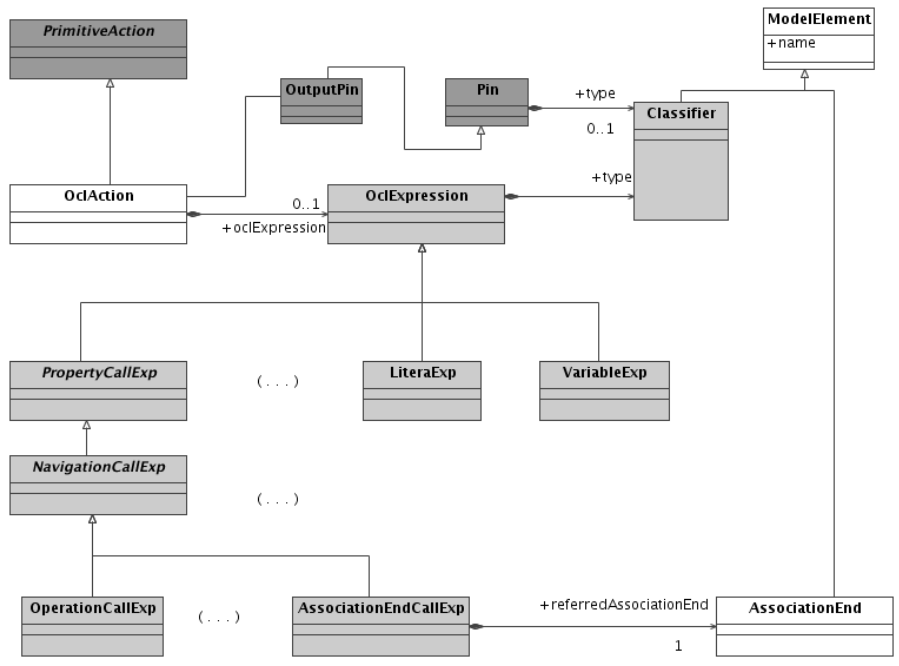 ModelElement
+name
PrimitiveAction
OutputPin
Pin
+type
0..1
Classifier
OclAction
0..1
+oclExpression
OclExpression
+type
PropertyCallExp
(...)
LiteraExp
VariableExp
NavigationCallExp
(...)
OperationCallExp
(...)
AssociationEndCallExp
+referredAssociationEnd
1
AssociationEnd